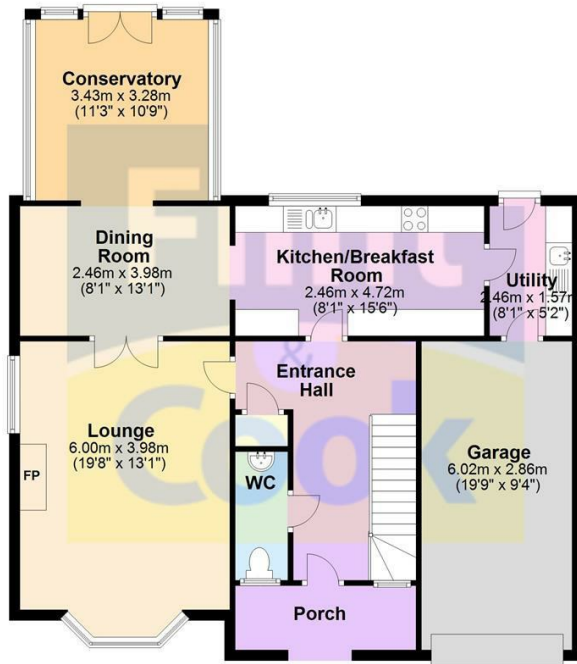 Conservatory
3.43m x 3.28m
(11'3" x 10'9")
Dining
Room
2.46m x 3.98m
(8'1" x 13'1")
Kitchen/Breakfast
Room
2.46m x 4.72m
(8'1" x 15'6")
Utility
2.46m x 1.57m
(8'1" x 5'2")
Entrance
Hall
Lounge
6.00m x 3.98m
(19'8" x 13'1")
FP
WC
Garage
6.02m x 2.86m
(19'9" x 9'4")
Porch
Flint
&
Cook